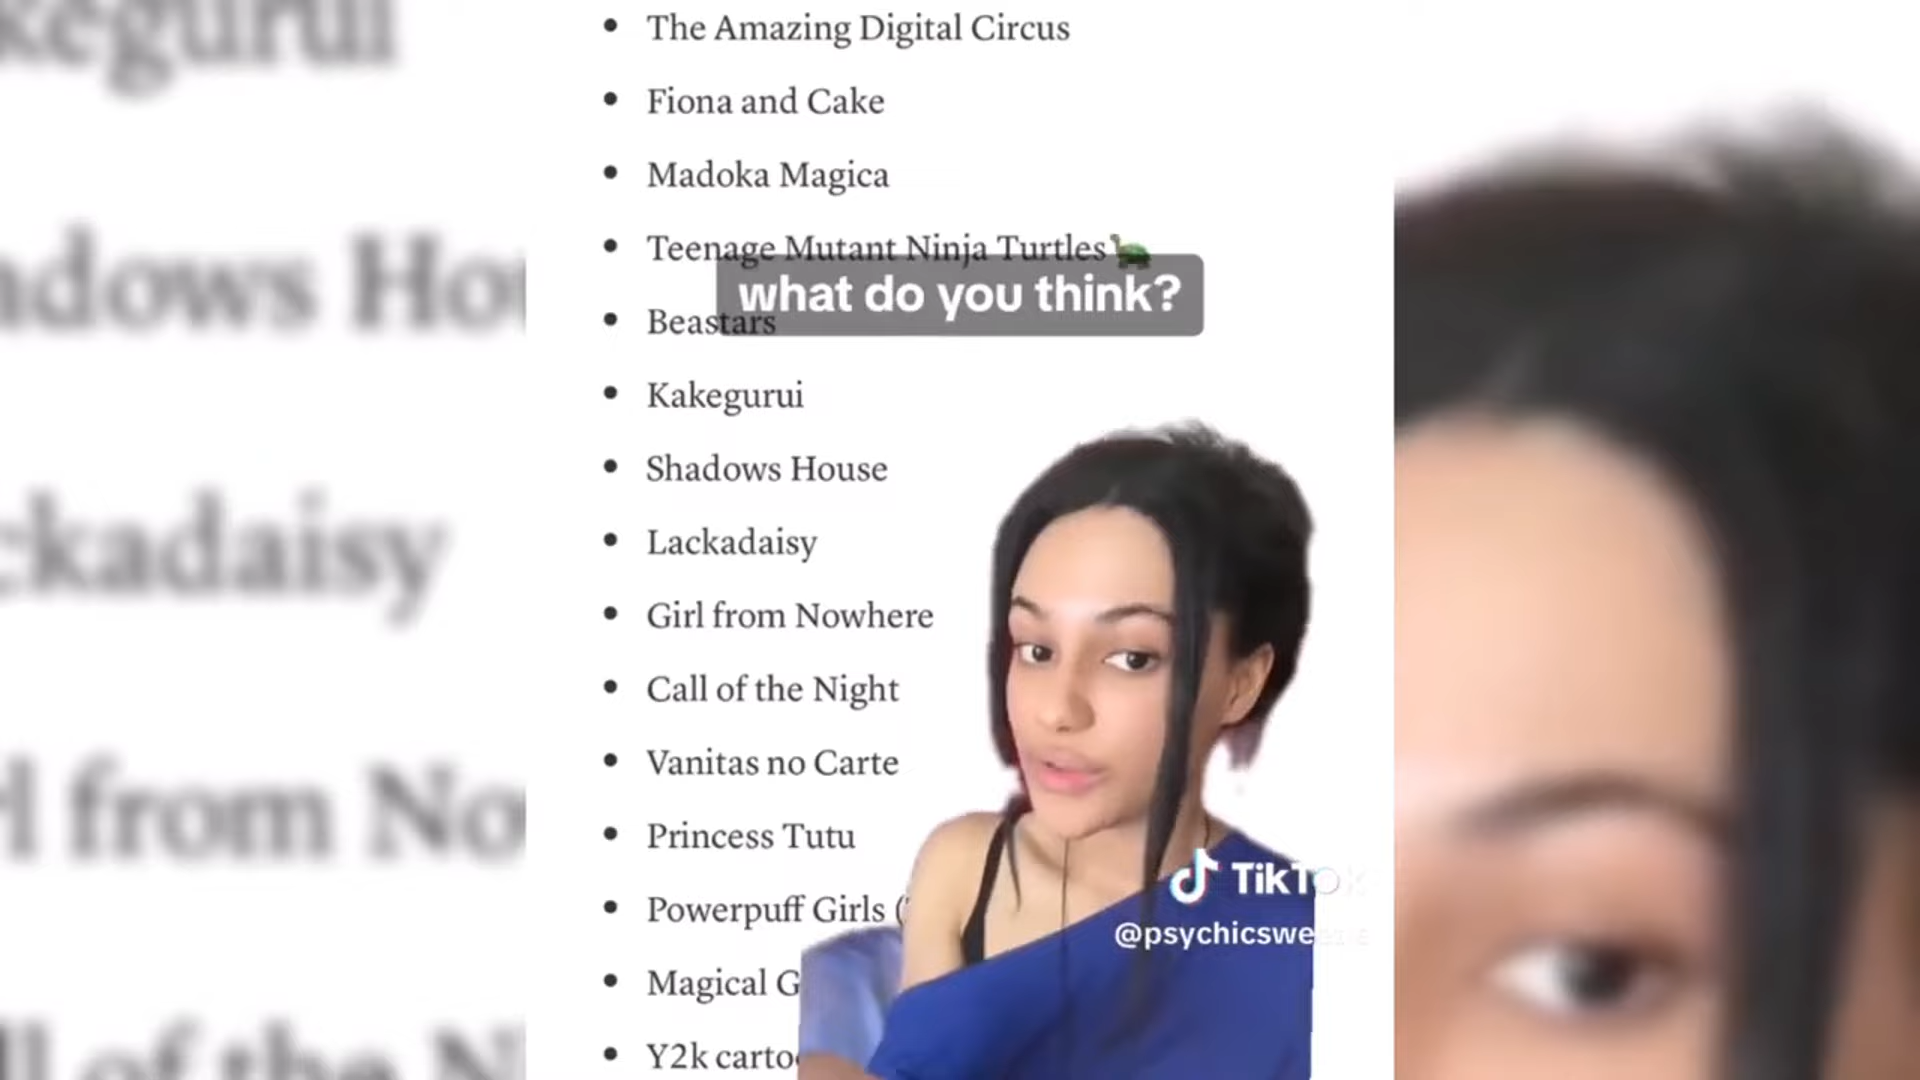 The Amazing Digital Circus
Fiona and Cake
Madoka Magica
Teenage Mutant Ninja Turtles🐢
what do you think?
Beastars
Kakegurui
Shadows House
Lackadaisy
Girl from Nowhere
Call of the Night
Vanitas no Carte
Princess Tutu
Powerpuff Girls (
Magical
Y2k
TikTok